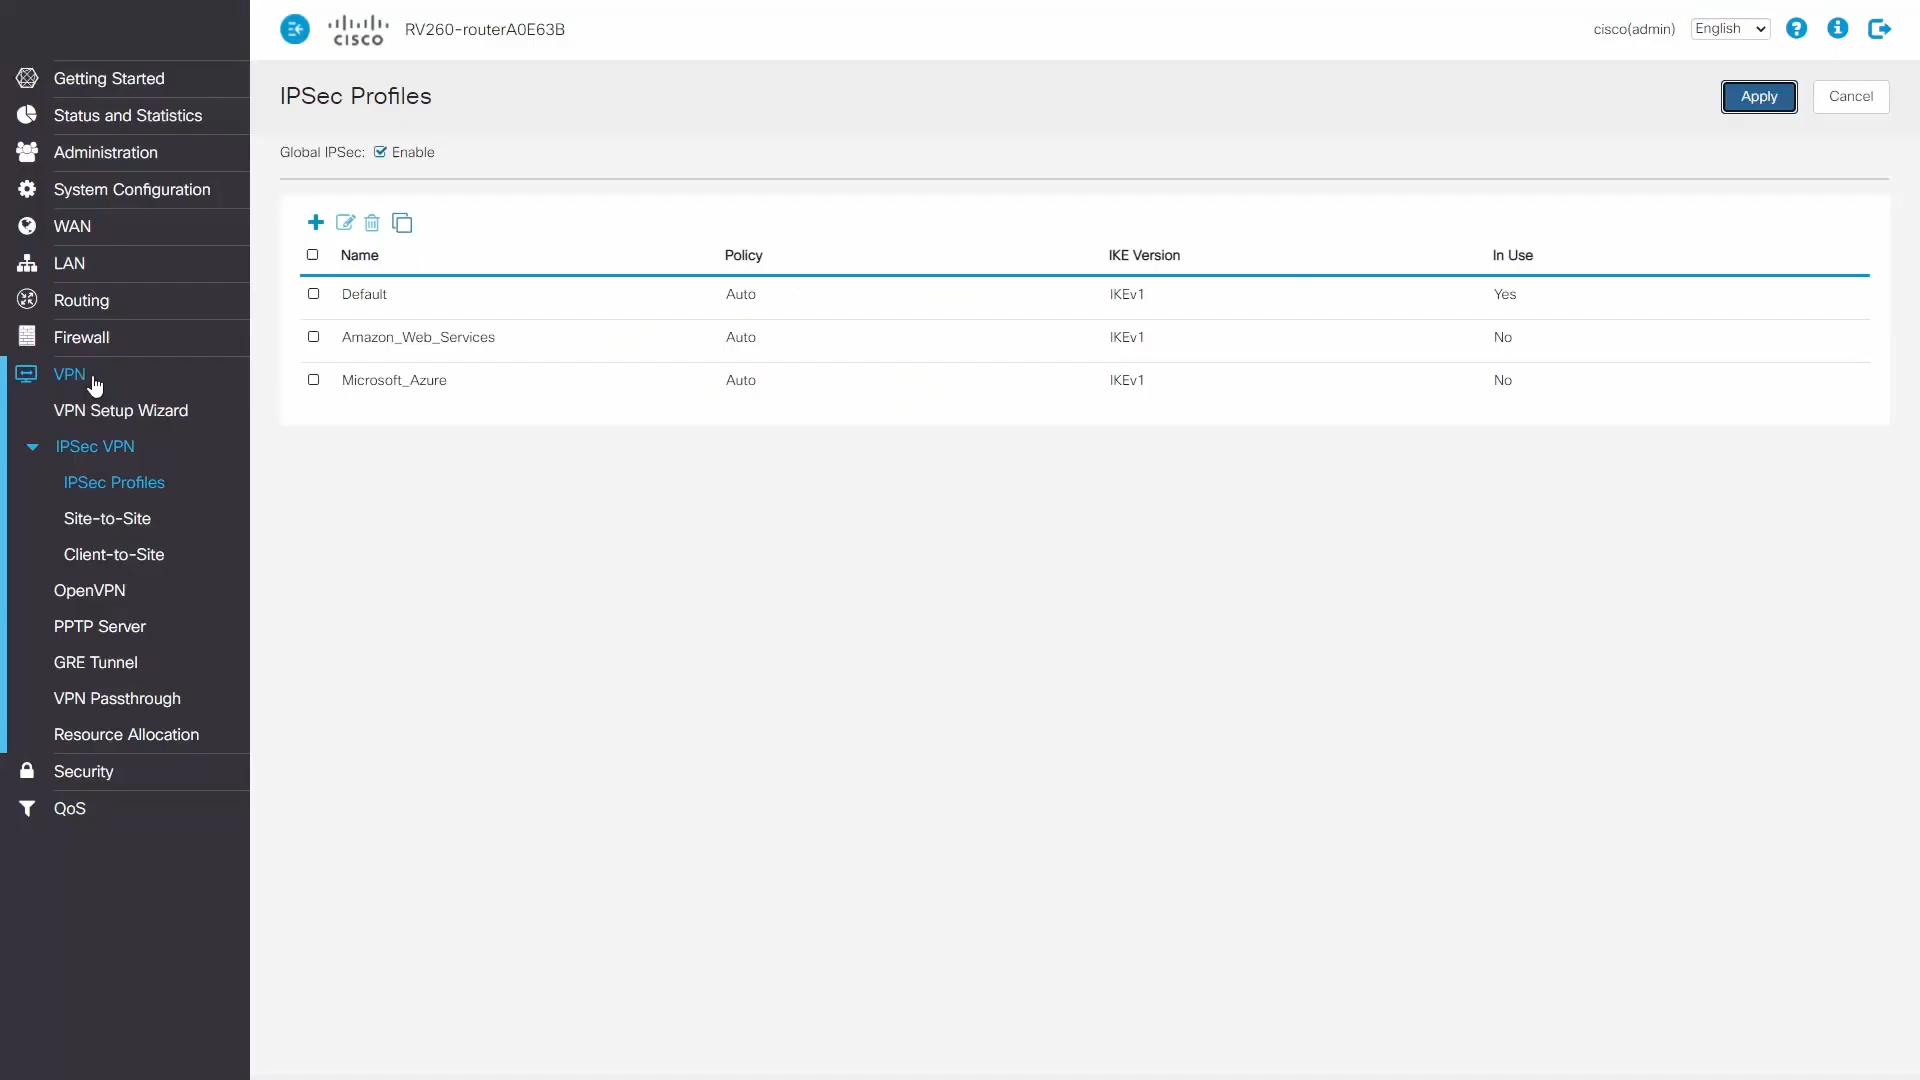 CISCO
RV260-routerA0E63B
cisco(admin)
English
Getting Started
Status and Statistics
Administration
System Configuration
WAN
LAN
Routing
Firewall
VPN
VPN Setup Wizard
IPSec VPN
IPSec Profiles
Site-to-Site
Client-to-Site
OpenVPN
PPTP Server
GRE Tunnel
VPN Passthrough
Resource Allocation
Security
QoS
IPSec Profiles
Apply
Cancel
Global IPSec: Enable
Name Policy IKE Version In Use
Default Auto IKEv1 Yes
Amazon_Web_Services Auto IKEv1 No
Microsoft_Azure Auto IKEv1 No